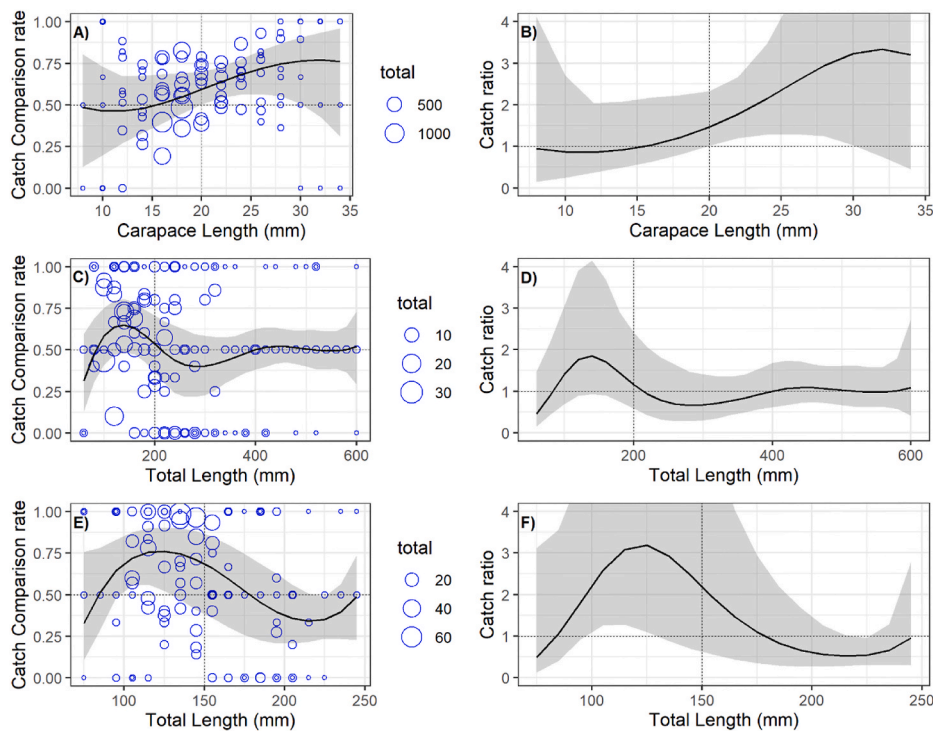 A)
Catch Comparison rate
1.00
0.75
0.50
0.25
0.00
10 15 20 25 30 35
Carapace Length (mm)
total
500
1000
B)
Catch ratio
4
3
2
1
0
10 15 20 25 30 35
Carapace Length (mm)
C)
Catch Comparison rate
1.00
0.75
0.50
0.25
0.00
200 400 600
Total Length (mm)
total
10
20
30
D)
Catch ratio
4
3
2
1
0
200 400 600
Total Length (mm)
E)
Catch Comparison rate
1.00
0.75
0.50
0.25
0.00
100 150 200 250
Total Length (mm)
total
20
40
60
F)
Catch ratio
4
3
2
1
0
100 150 200 250
Total Length (mm)